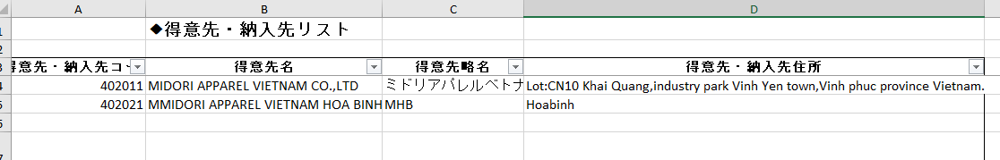 A B C D
1 ◆得意先・納入先リスト
2
3 得意先・納入先コー 得意先名 得意先略名 得意先・納入先住所
4 402011 MIDORI APPAREL VIETNAM CO.,LTD ミドリアパレルベトナ Lot:CN10 Khai Quang,industry park Vinh Yen town,Vinh phuc province Vietnam.
5 402021 MMIDORI APPAREL VIETNAM HOA BINH MHB Hoabinh
6
7